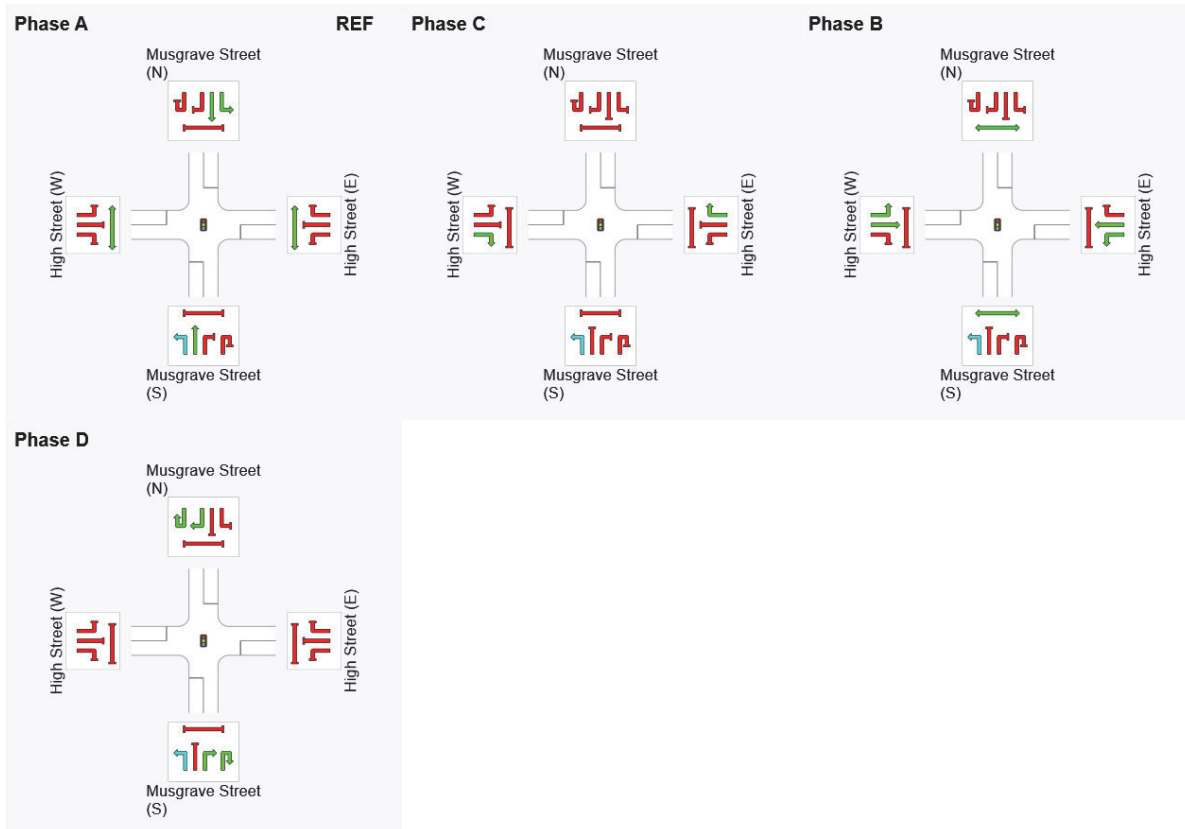 Phase A
REF
Musgrave Street
(N)
High Street (W)
High Street (E)
Musgrave Street
(S)
Phase C
Musgrave Street
(N)
High Street (W)
High Street (E)
Musgrave Street
(S)
Phase B
Musgrave Street
(N)
High Street (W)
High Street (E)
Musgrave Street
(S)
Phase D
Musgrave Street
(N)
High Street (W)
High Street (E)
Musgrave Street
(S)